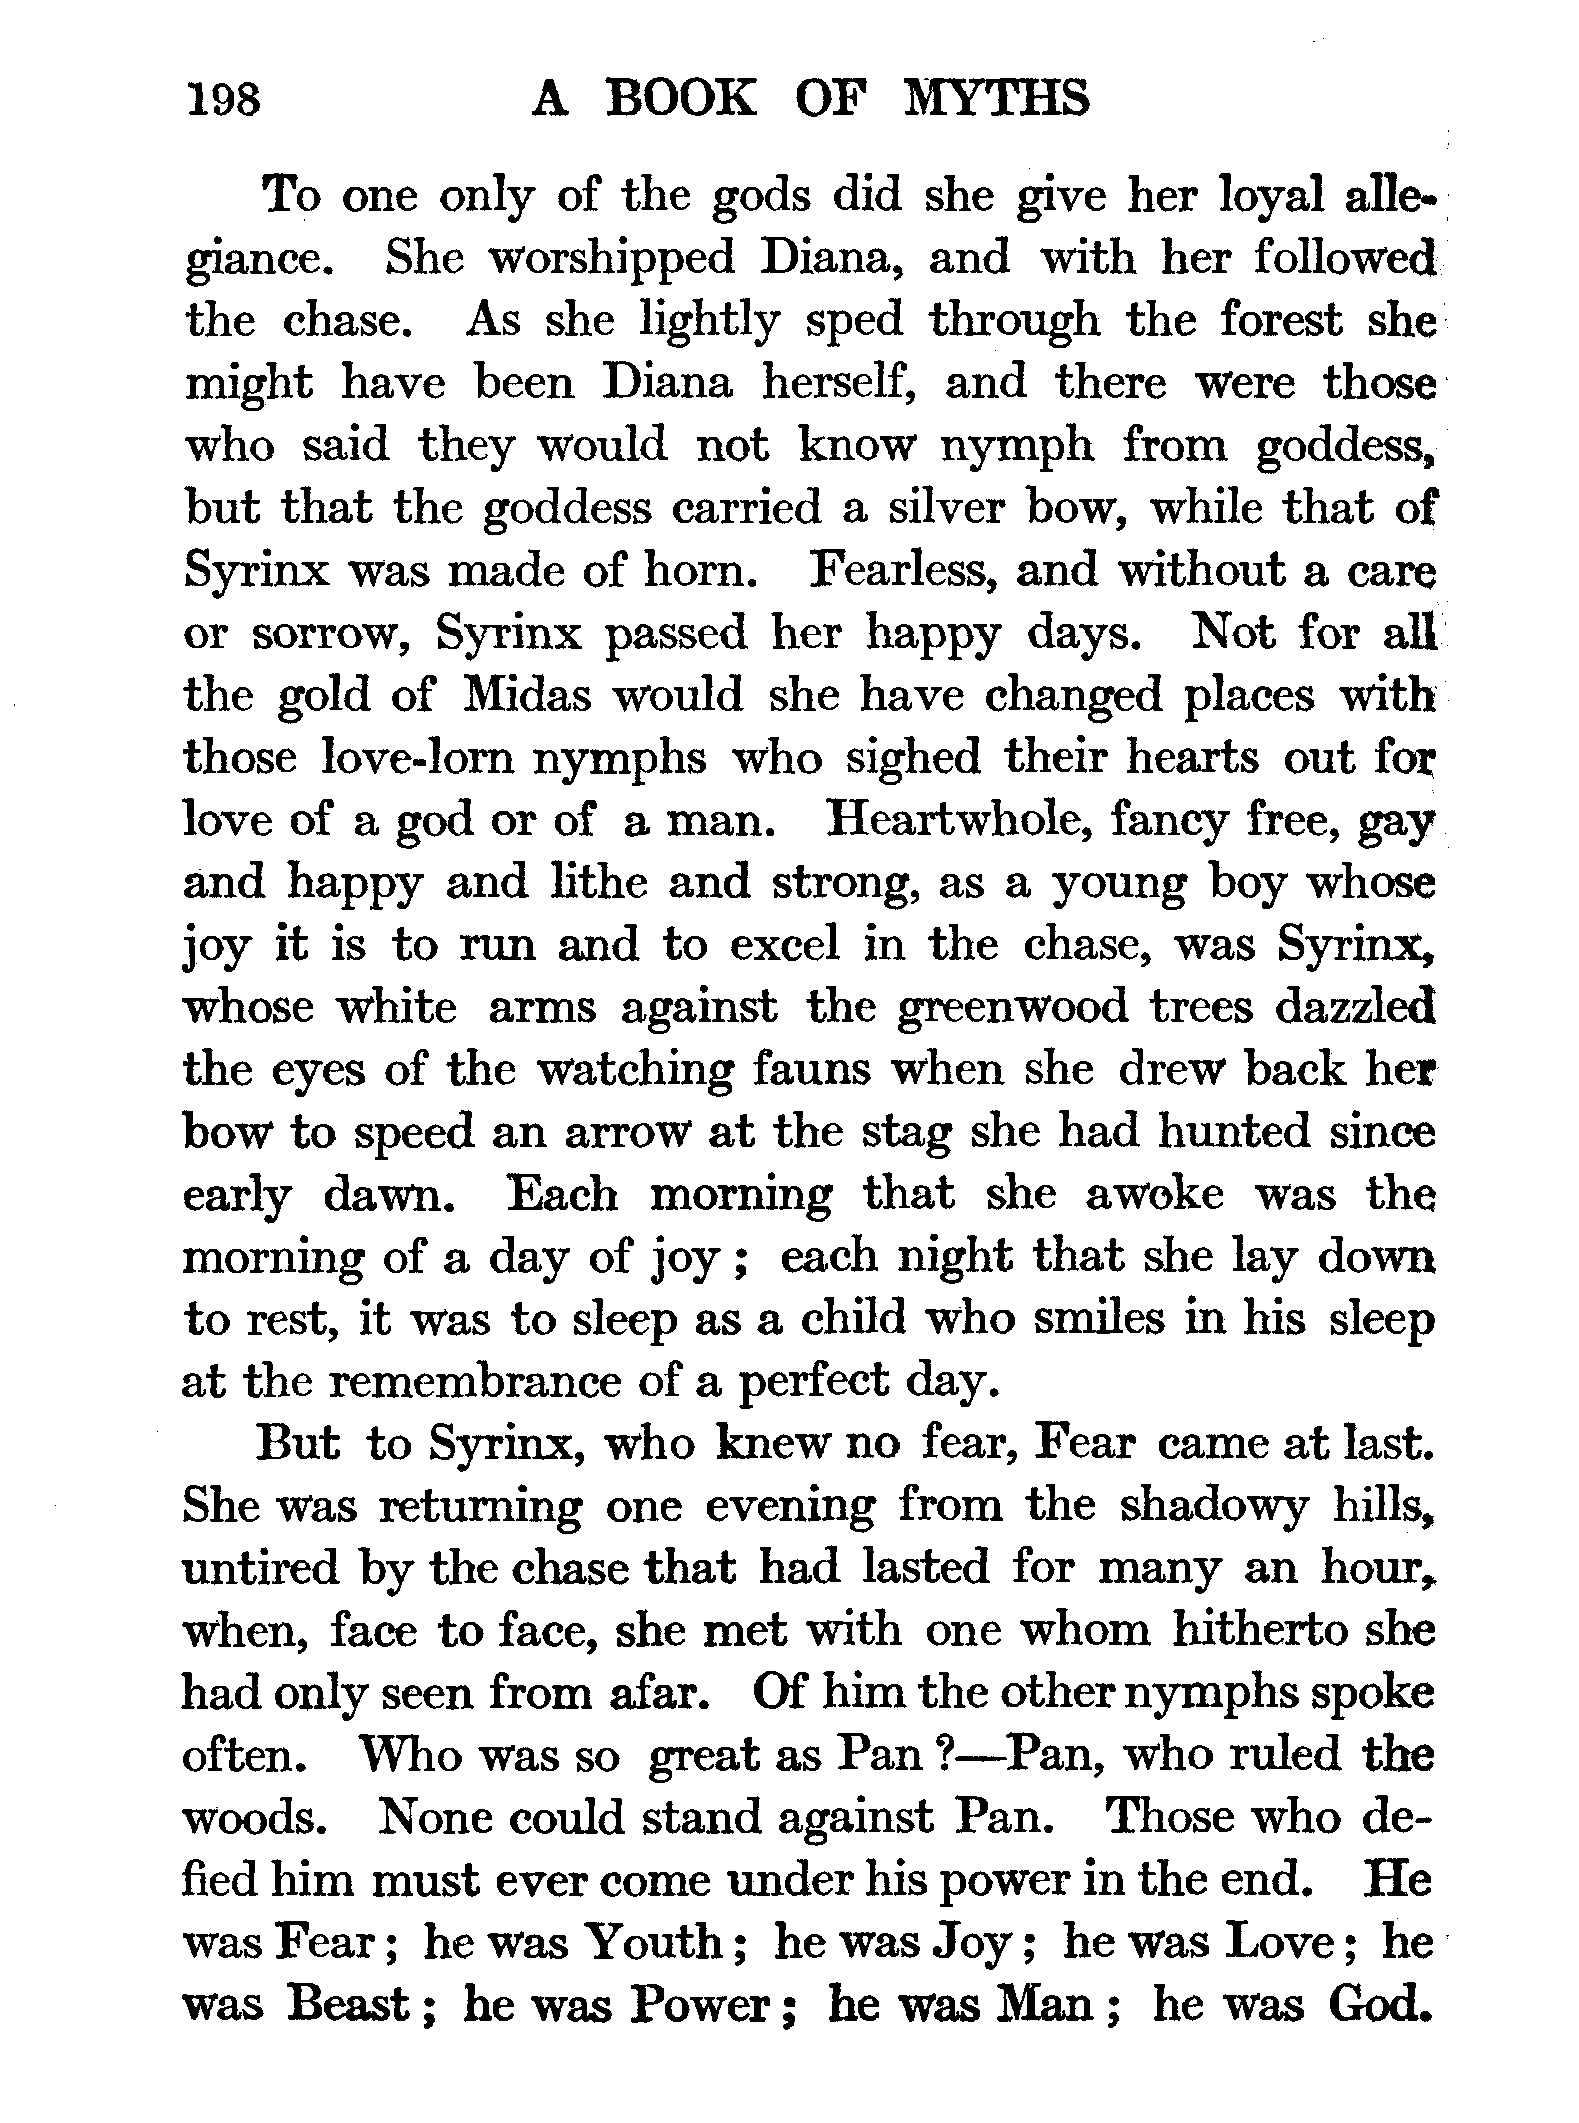 198 A BOOK OF MYTHS
To one only of the gods did she give her loyal alle-
giance. She worshipped Diana, and with her followed
the chase. As she lightly sped through the forest she
might have been Diana herself, and there were those
who said they would not know nymph from goddess,
but that the goddess carried a silver bow, while that of
Syrinx was made of horn. Fearless, and without a care
or sorrow, Syrinx passed her happy days. Not for all
the gold of Midas would she have changed places with
those love-lorn nymphs who sighed their hearts out for
love of a god or of a man. Heartwhole, fancy free, gay
and happy and lithe and strong, as a young boy whose
joy it is to run and to excel in the chase, was Syrinx,
whose white arms against the greenwood trees dazzled
the eyes of the watching fauns when she drew back her
bow to speed an arrow at the stag she had hunted since
early dawn. Each morning that she awoke was the
morning of a day of joy ; each night that she lay down
to rest, it was to sleep as a child who smiles in his sleep
at the remembrance of a perfect day.
But to Syrinx, who knew no fear, Fear came at last.
She was returning one evening from the shadowy hills,
untired by the chase that had lasted for many an hour,
when, face to face, she met with one whom hitherto she
had only seen from afar. Of him the other nymphs spoke
often. Who was so great as Pan ?—Pan, who ruled the
woods. None could stand against Pan. Those who de-
fied him must ever come under his power in the end. He
was Fear ; he was Youth ; he was Joy ; he was Love ; he
was Beast ; he was Power ; he was Man ; he was God.